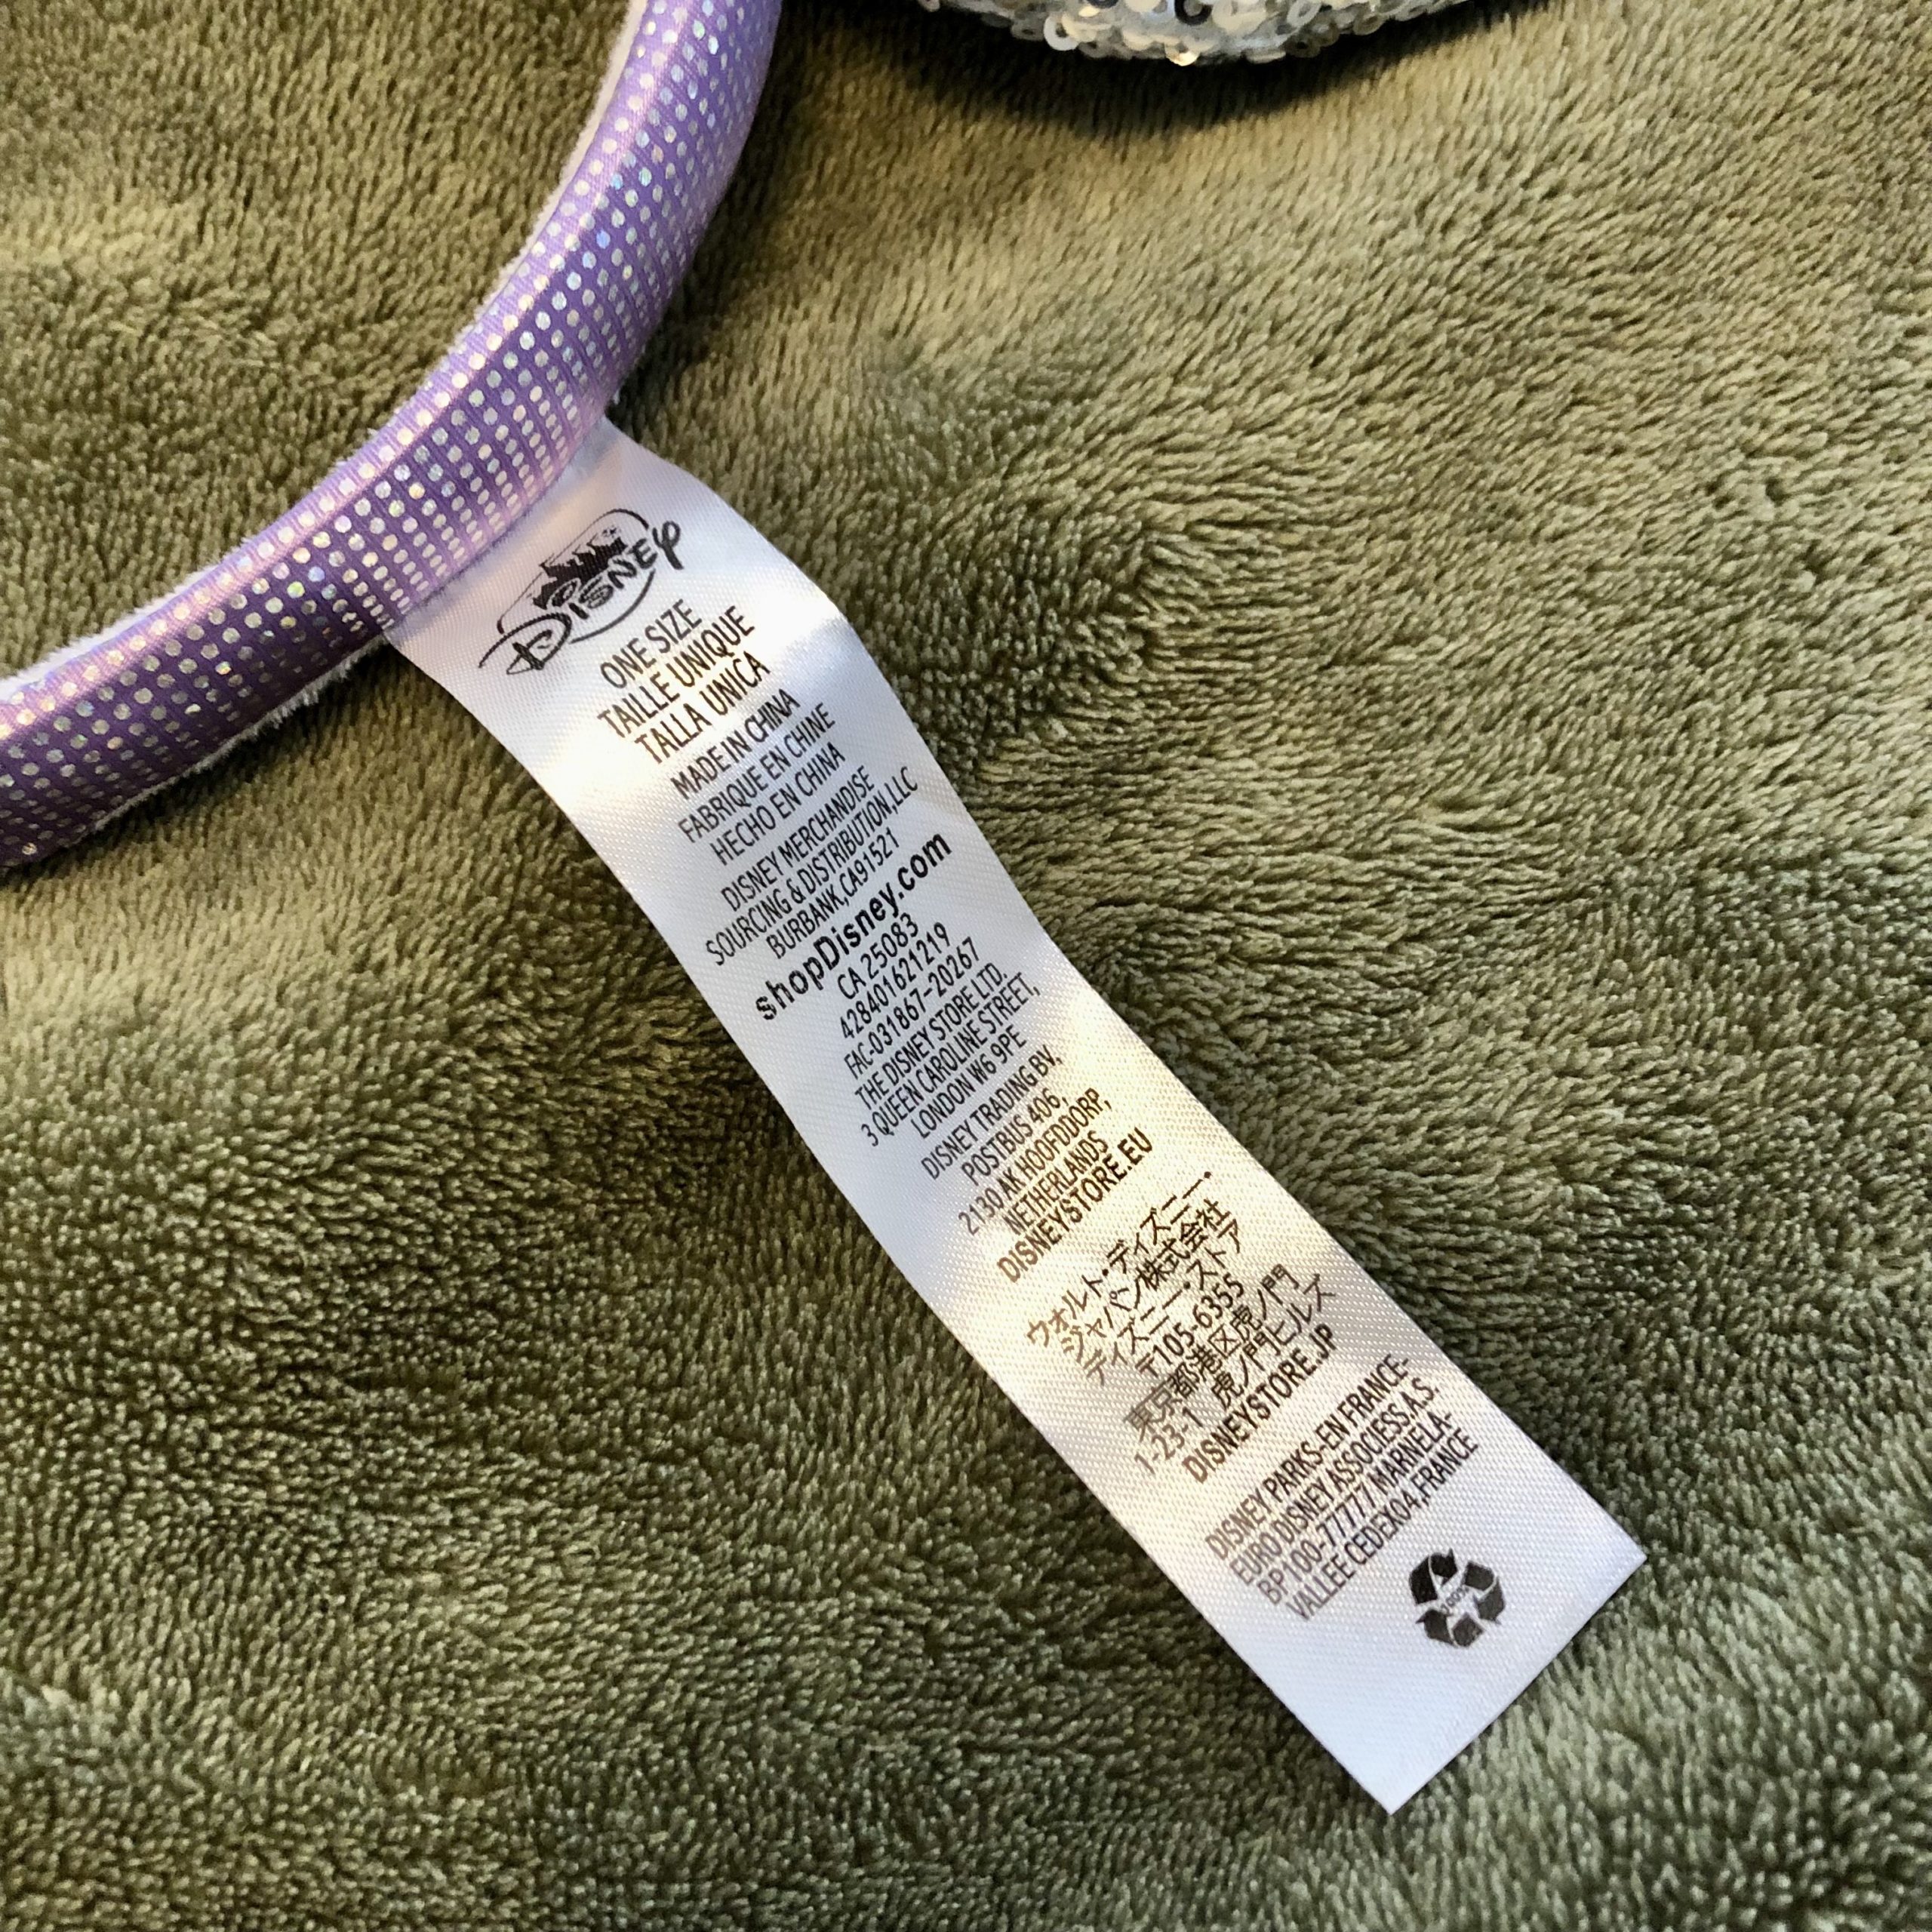 Disney
ONE SIZE
TAILLE UNIQUE
TALLA UNICA
MADE IN CHINA
FABRIQUE EN CHINE
HECHO EN CHINA
DISNEY MERCHANDISE
SOURCING & DISTRIBUTION,LLC
BURBANK,CA91521
shopDisney.com
CA 25083
428401621219
FAC-031867-20267
THE DISNEY STORE LTD.
3 QUEEN CAROLINE STREET,
LONDON W6 9PE
DISNEY TRADING BV,
POSTBUS 406,
2130 AK HOOFDDORP,
NETHERLANDS
DISNEYSTORE.EU
ウォルト・ディズニー・
ジャパン株式会社
ディズニー・ストア
〒105-6355
東京都港区虎ノ門
1-23-1 虎ノ門ヒルズ
DISNEYSTORE.JP
DISNEY PARKS-EN FRANCE-
EURO DISNEY ASSOCIESS.A.S.
BP100-77777 MARNELA-
VALLEE CEDEX04,FRANCE